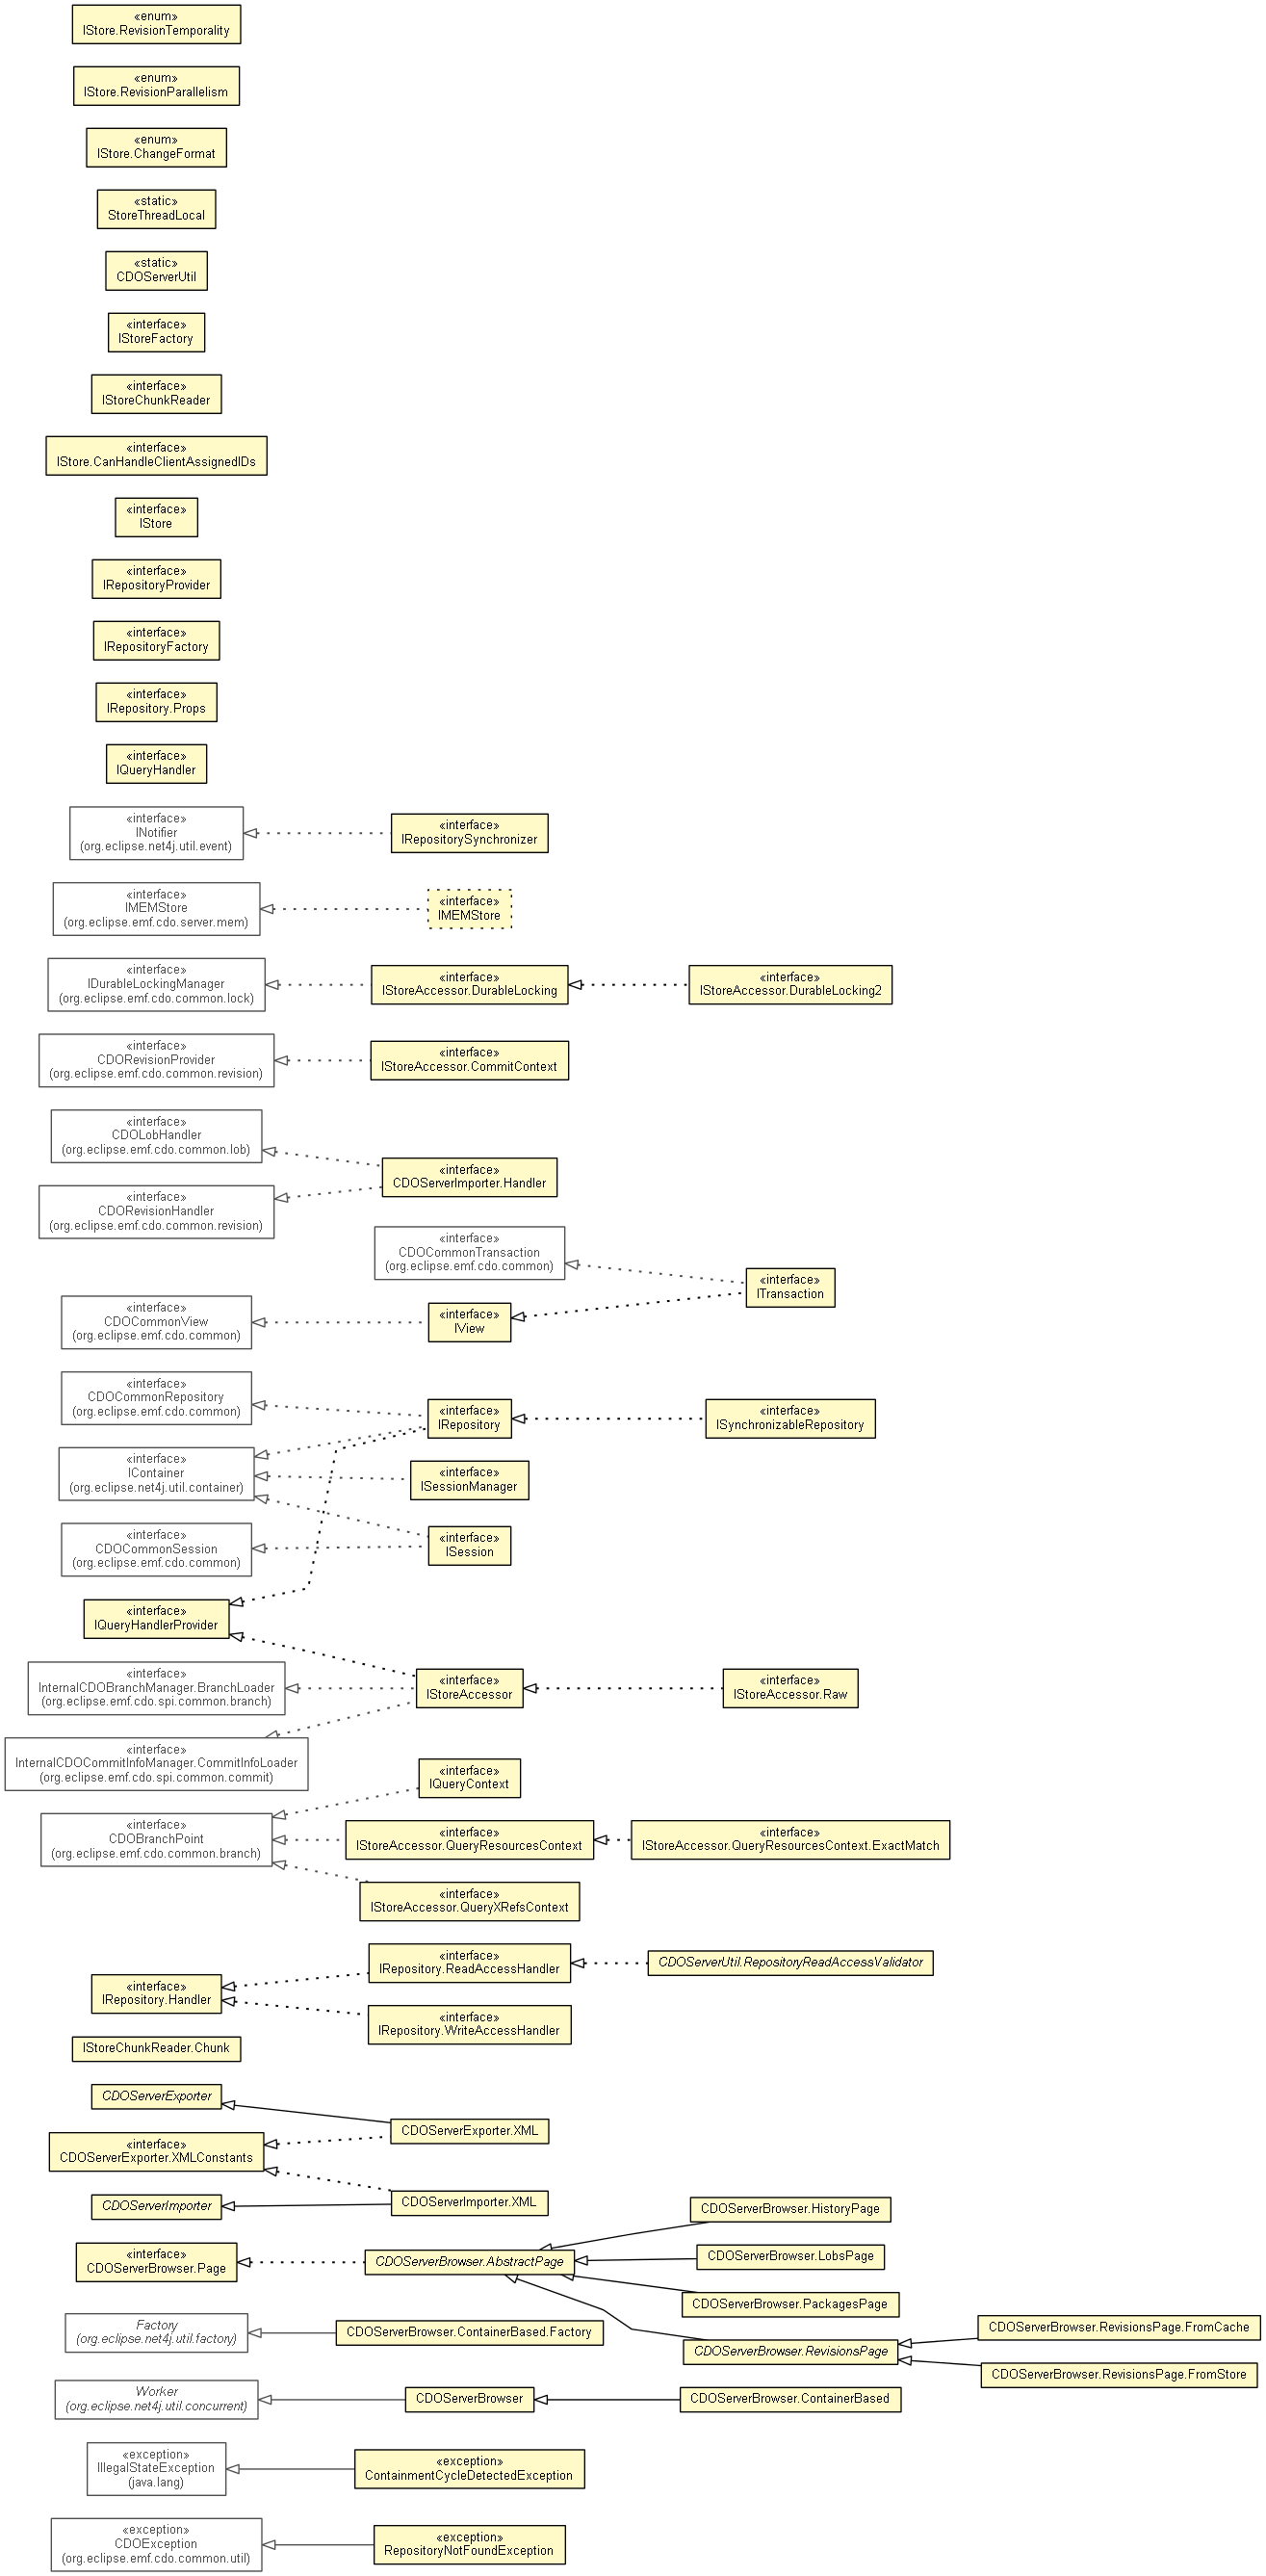 «enum»
IStore.RevisionTemporality
«enum»
IStore.RevisionParallelism
«enum»
IStore.ChangeFormat
«static»
StoreThreadLocal
«static»
CDOServerUtil
«interface»
IStoreFactory
«interface»
IStoreChunkReader
«interface»
IStore.CanHandleClientAssignedIDs
«interface»
IStore
«interface»
IRepositoryProvider
«interface»
IRepositoryFactory
«interface»
IRepository.Props
«interface»
IQueryHandler
«interface»
INotifier
(org.eclipse.net4j.util.event)
«interface»
IRepositorySynchronizer
«interface»
IMEMStore
(org.eclipse.emf.cdo.server.mem)
«interface»
IMEMStore
«interface»
IDurableLockingManager
(org.eclipse.emf.cdo.common.lock)
«interface»
IStoreAccessor.DurableLocking
«interface»
IStoreAccessor.DurableLocking2
«interface»
CDORevisionProvider
(org.eclipse.emf.cdo.common.revision)
«interface»
IStoreAccessor.CommitContext
«interface»
CDOLobHandler
(org.eclipse.emf.cdo.common.lob)
«interface»
CDOServerImporter.Handler
«interface»
CDORevisionHandler
(org.eclipse.emf.cdo.common.revision)
«interface»
CDOCommonTransaction
(org.eclipse.emf.cdo.common)
«interface»
ITransaction
«interface»
CDOCommonView
(org.eclipse.emf.cdo.common)
«interface»
IView
«interface»
CDOCommonRepository
(org.eclipse.emf.cdo.common)
«interface»
IRepository
«interface»
ISynchronizableRepository
«interface»
IContainer
(org.eclipse.net4j.util.container)
«interface»
ISessionManager
«interface»
CDOCommonSession
(org.eclipse.emf.cdo.common)
«interface»
ISession
«interface»
IQueryHandlerProvider
«interface»
InternalCDOBranchManager.BranchLoader
(org.eclipse.emf.cdo.spi.common.branch)
«interface»
IStoreAccessor
«interface»
IStoreAccessor.Raw
«interface»
InternalCDOCommitInfoManager.CommitInfoLoader
(org.eclipse.emf.cdo.spi.common.commit)
«interface»
IQueryContext
«interface»
CDOBranchPoint
(org.eclipse.emf.cdo.common.branch)
«interface»
IStoreAccessor.QueryResourcesContext
«interface»
IStoreAccessor.QueryResourcesContext.ExactMatch
«interface»
IStoreAccessor.QueryXRefsContext
«interface»
IRepository.ReadAccessHandler
CDOServerUtil.RepositoryReadAccessValidator
«interface»
IRepository.Handler
«interface»
IRepository.WriteAccessHandler
IStoreChunkReader.Chunk
CDOServerExporter
CDOServerExporter.XML
«interface»
CDOServerExporter.XMLConstants
CDOServerImporter
CDOServerImporter.XML
CDOServerBrowser.HistoryPage
«interface»
CDOServerBrowser.Page
CDOServerBrowser.AbstractPage
CDOServerBrowser.LobsPage
CDOServerBrowser.PackagesPage
Factory
(org.eclipse.net4j.util.factory)
CDOServerBrowser.ContainerBased.Factory
CDOServerBrowser.RevisionsPage
CDOServerBrowser.RevisionsPage.FromCache
CDOServerBrowser.RevisionsPage.FromStore
Worker
(org.eclipse.net4j.util.concurrent)
CDOServerBrowser
CDOServerBrowser.ContainerBased
«exception»
IllegalStateException
(java.lang)
«exception»
ContainmentCycleDetectedException
«exception»
CDOException
(org.eclipse.emf.cdo.common.util)
«exception»
RepositoryNotFoundException